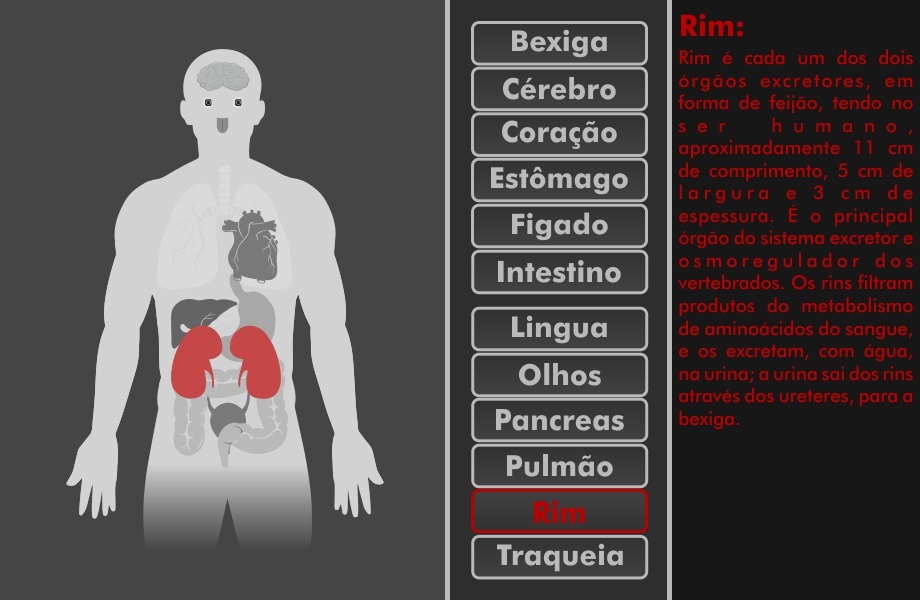 Bexiga
Cérebro
Coração
Estômago
Figado
Intestino
Lingua
Olhos
Pancreas
Pulmão
Rim
Traqueia
Rim:
Rim é cada um dos dois
órgãos excretores, em
forma de feijão, tendo no
ser humano,
aproximadamente 11 cm
de comprimento, 5 cm de
largura e 3 cm de
espessura. É o principal
órgão do sistema excretor e
osmoregulador dos
vertebrados. Os rins filtram
produtos do metabolismo
de aminoácidos do sangue,
e os excretam, com água,
na urina; a urina sai dos rins
através dos ureteres, para a
bexiga.